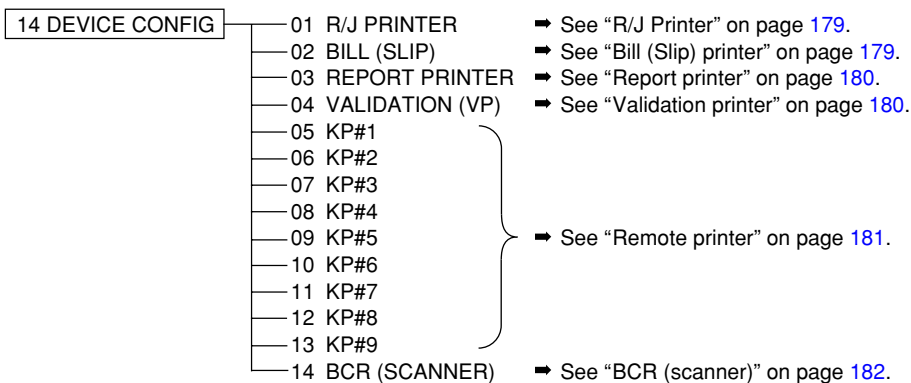 14 DEVICE CONFIG
01 R/J PRINTER ➡ See “R/J Printer” on page 179.
02 BILL (SLIP) ➡ See “Bill (Slip) printer” on page 179.
03 REPORT PRINTER ➡ See “Report printer” on page 180.
04 VALIDATION (VP) ➡ See “Validation printer” on page 180.
05 KP#1
06 KP#2
07 KP#3
08 KP#4
09 KP#5 ➡ See “Remote printer” on page 181.
10 KP#6
11 KP#7
12 KP#8
13 KP#9
14 BCR (SCANNER) ➡ See “BCR (scanner)” on page 182.